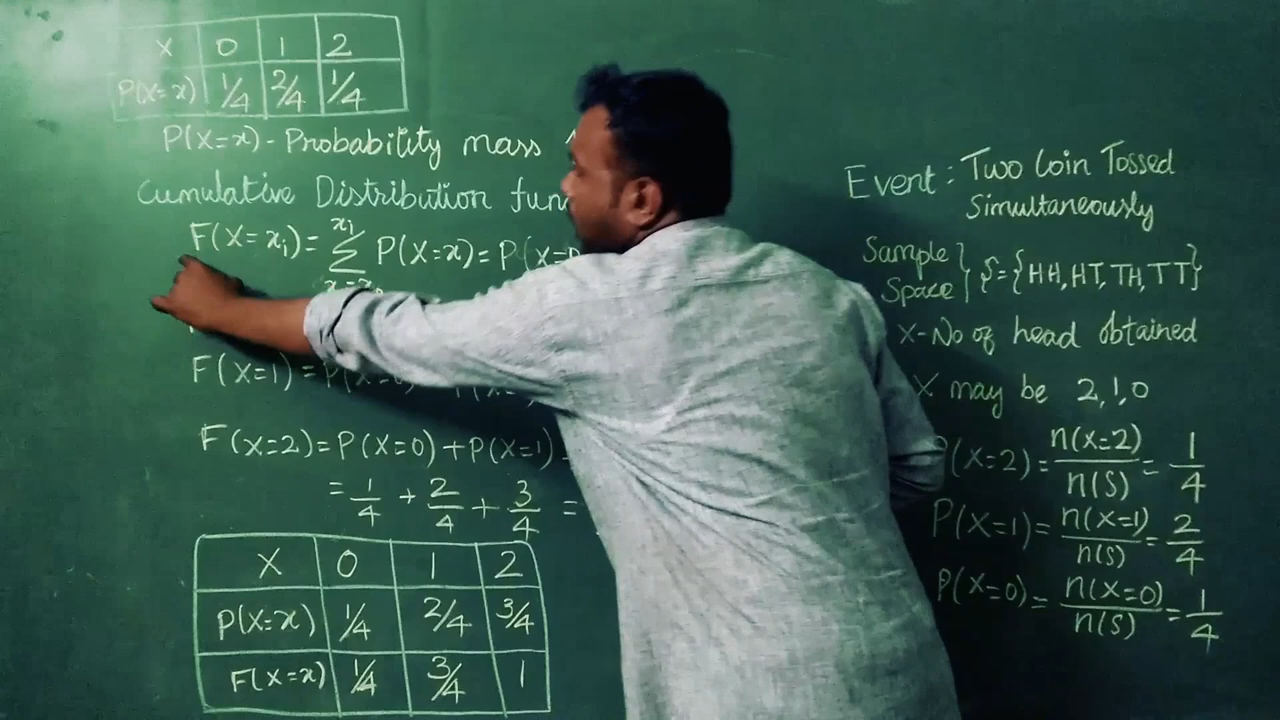 X 0 1 2
P(X=x) 1/4 2/4 1/4
P(X=x) - Probability mass
Cumulative Distribution fun
F(X=xi) = Σ P(X=x) = P(X=0
F(X=1) = P(X=0
F(X=2) = P(X=0) + P(X=1)
= 1/4 + 2/4 + 3/4 =
X 0 1 2
P(X=x) 1/4 2/4 3/4
F(X=x) 1/4 3/4 1
Event : Two Coin Tossed
Simultaneously
Sample
Space } S = {HH, HT, TH, TT}
X - No of head obtained
X may be 2, 1, 0
P(X=2) = n(X=2)/n(S) = 1/4
P(X=1) = n(X=1)/n(S) = 2/4
P(X=0) = n(X=0)/n(S) = 1/4